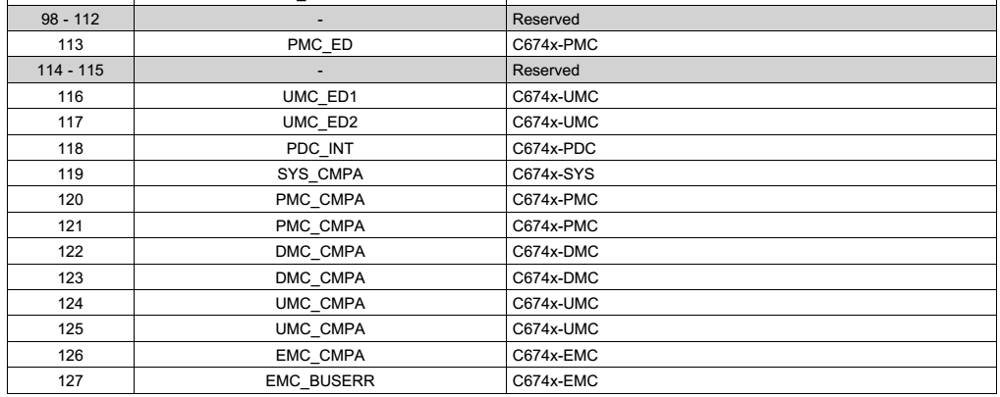 98 - 112 - Reserved
113 PMC_ED C674x-PMC
114 - 115 - Reserved
116 UMC_ED1 C674x-UMC
117 UMC_ED2 C674x-UMC
118 PDC_INT C674x-PDC
119 SYS_CMPA C674x-SYS
120 PMC_CMPA C674x-PMC
121 PMC_CMPA C674x-PMC
122 DMC_CMPA C674x-DMC
123 DMC_CMPA C674x-DMC
124 UMC_CMPA C674x-UMC
125 UMC_CMPA C674x-UMC
126 EMC_CMPA C674x-EMC
127 EMC_BUSERR C674x-EMC